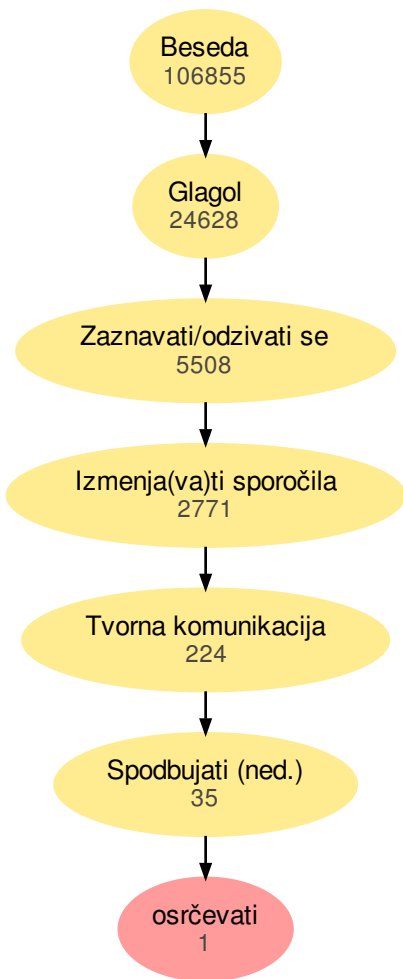 Beseda
106855
Glagol
24628
Zaznavati/odzivati se
5508
Izmenja(va)ti sporočila
2771
Tvorna komunikacija
224
Spodbujati (ned.)
35
osrčevati
1